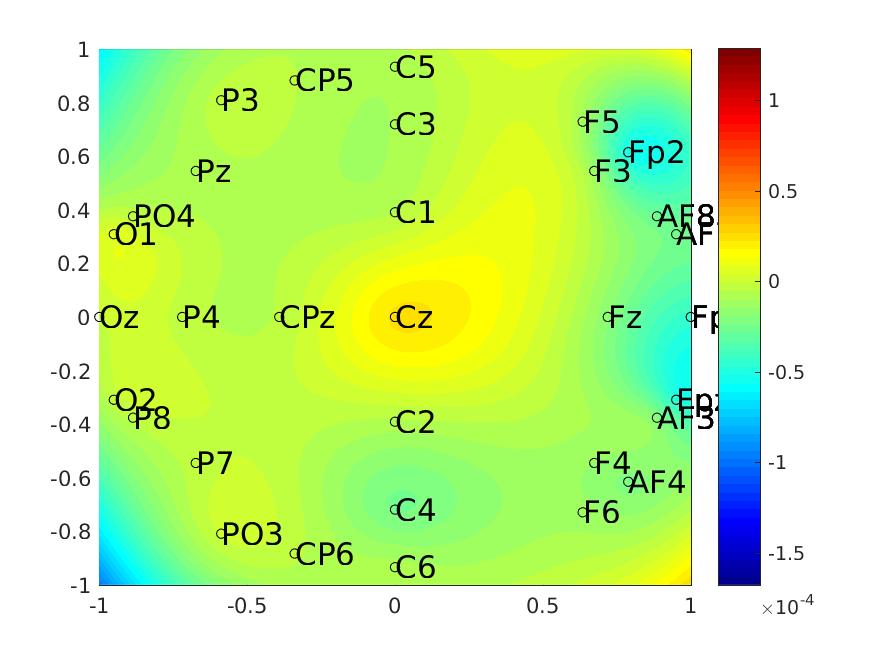 1
0.8
0.6
0.4
0.2
0
-0.2
-0.4
-0.6
-0.8
-1
-1
-0.5
0
0.5
1
C5
CP5
P3
C3
F5
Fp2
Pz
F3
PO4
C1
AF8
O1
Oz
P4
CPz
Cz
Fz
O2
P8
C2
AF3
P7
F4
AF4
PO3
C4
F6
CP6
C6
1
0.5
0
-0.5
-1
-1.5
×10-4